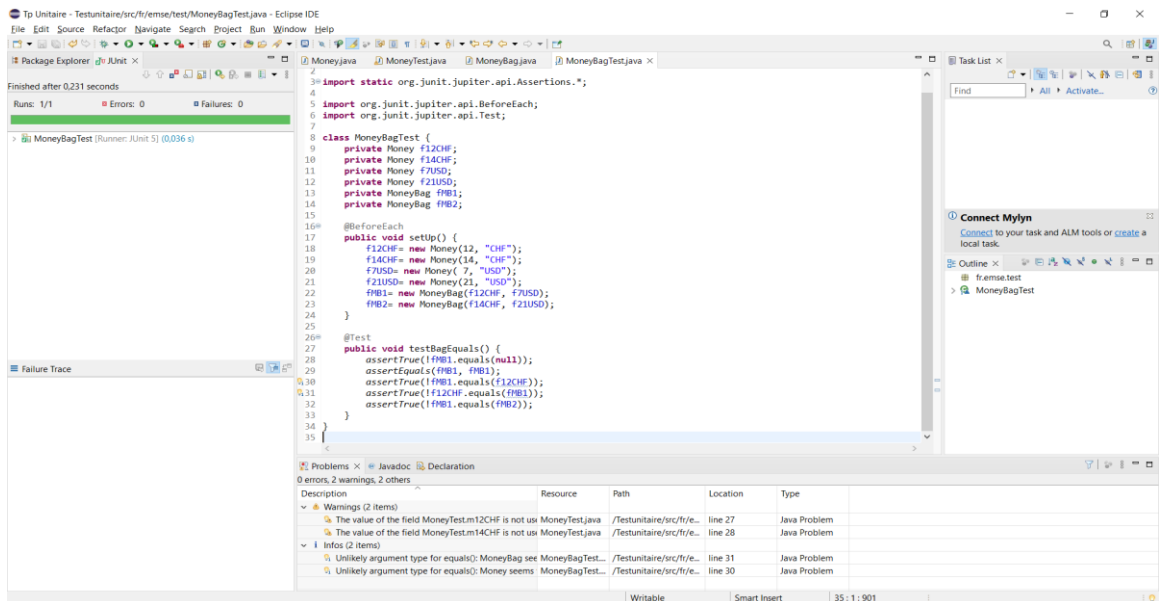 Tp Unitaire - Testunitaire/src/fr/emse/test/MoneyBagTest.java - Eclipse IDE
File Edit Source Refactor Navigate Search Project Run Window Help
Package Explorer JUnit
Finished after 0,231 seconds
Runs: 1/1 Errors: 0 Failures: 0
MoneyBagTest [Runner: JUnit 5] (0,036 s)
Failure Trace
Money.java MoneyTest.java MoneyBag.java MoneyBagTest.java
2
3 import static org.junit.jupiter.api.Assertions.*;
4
5 import org.junit.jupiter.api.BeforeEach;
6 import org.junit.jupiter.api.Test;
7
8 class MoneyBagTest {
9 private Money f12CHF;
10 private Money f14CHF;
11 private Money f7USD;
12 private Money f21USD;
13 private MoneyBag fMB1;
14 private MoneyBag fMB2;
15
16 @BeforeEach
17 public void setUp() {
18 f12CHF= new Money(12, "CHF");
19 f14CHF= new Money(14, "CHF");
20 f7USD= new Money( 7, "USD");
21 f21USD= new Money(21, "USD");
22 fMB1= new MoneyBag(f12CHF, f7USD);
23 fMB2= new MoneyBag(f14CHF, f21USD);
24 }
25
26 @Test
27 public void testBagEquals() {
28 assertTrue(!fMB1.equals(null));
29 assertEquals(fMB1, fMB1);
30 assertTrue(!fMB1.equals(f12CHF));
31 assertTrue(!f12CHF.equals(fMB1));
32 assertTrue(!fMB1.equals(fMB2));
33 }
34 }
35
Task List
Find All Activate...
Connect Mylyn
Connect to your task and ALM tools or create a
local task.
Outline
fr.emse.test
MoneyBagTest
Problems Javadoc Declaration
0 errors, 2 warnings, 2 others
Description Resource Path Location Type
Warnings (2 items)
The value of the field MoneyTest.m12CHF is not use MoneyTest.java /Testunitaire/src/fr/e... line 27 Java Problem
The value of the field MoneyTest.m14CHF is not use MoneyTest.java /Testunitaire/src/fr/e... line 28 Java Problem
Infos (2 items)
Unlikely argument type for equals(): MoneyBag see MoneyBagTest... /Testunitaire/src/fr/e... line 31 Java Problem
Unlikely argument type for equals(): Money seems MoneyBagTest... /Testunitaire/src/fr/e... line 30 Java Problem
Writable Smart Insert 35 : 1 : 901